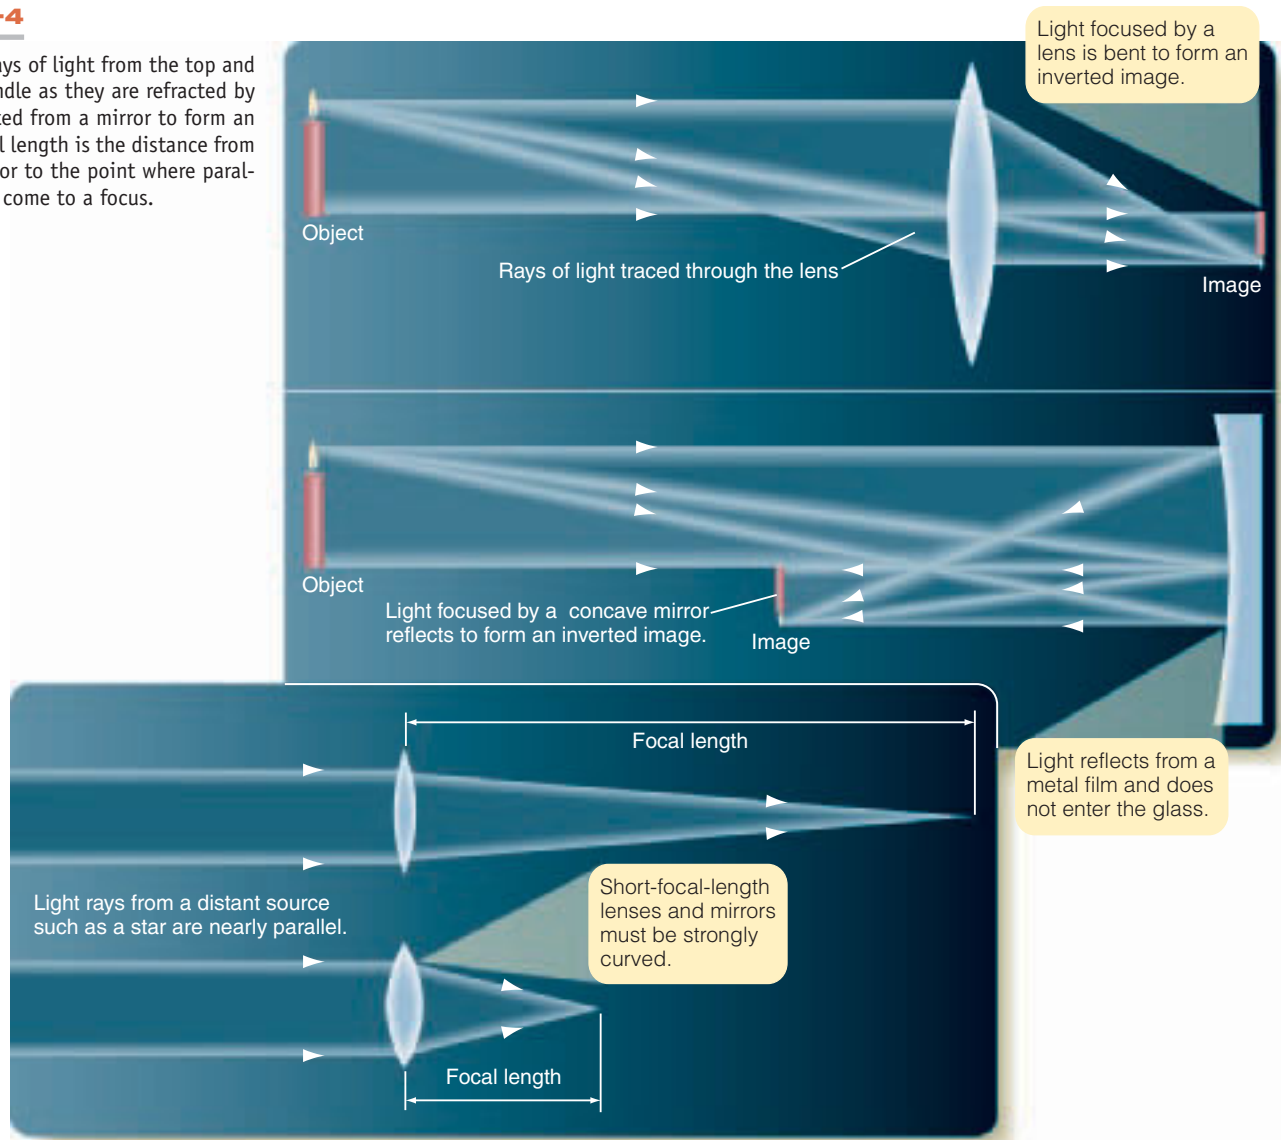 -4
ys of light from the top and
ndle as they are refracted by
ted from a mirror to form an
l length is the distance from
or to the point where paral-
come to a focus.
Light focused by a
lens is bent to form an
inverted image.
Object
Rays of light traced through the lens
Image
Object
Light focused by a concave mirror
reflects to form an inverted image.
Image
Focal length
Light reflects from a
metal film and does
not enter the glass.
Light rays from a distant source
such as a star are nearly parallel.
Short-focal-length
lenses and mirrors
must be strongly
curved.
Focal length